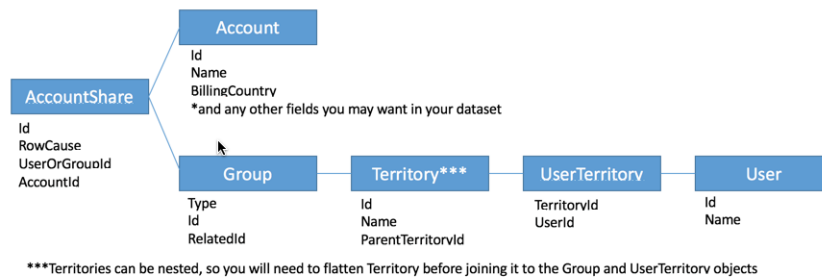 Account
Id
Name
BillingCountry
*and any other fields you may want in your dataset
AccountShare
Id
RowCause
UserOrGroupId
AccountId
Group
Type
Id
RelatedId
Territory***
Id
Name
ParentTerritoryId
UserTerritory
TerritoryId
UserId
User
Id
Name
***Territories can be nested, so you will need to flatten Territory before joining it to the Group and UserTerritory objects